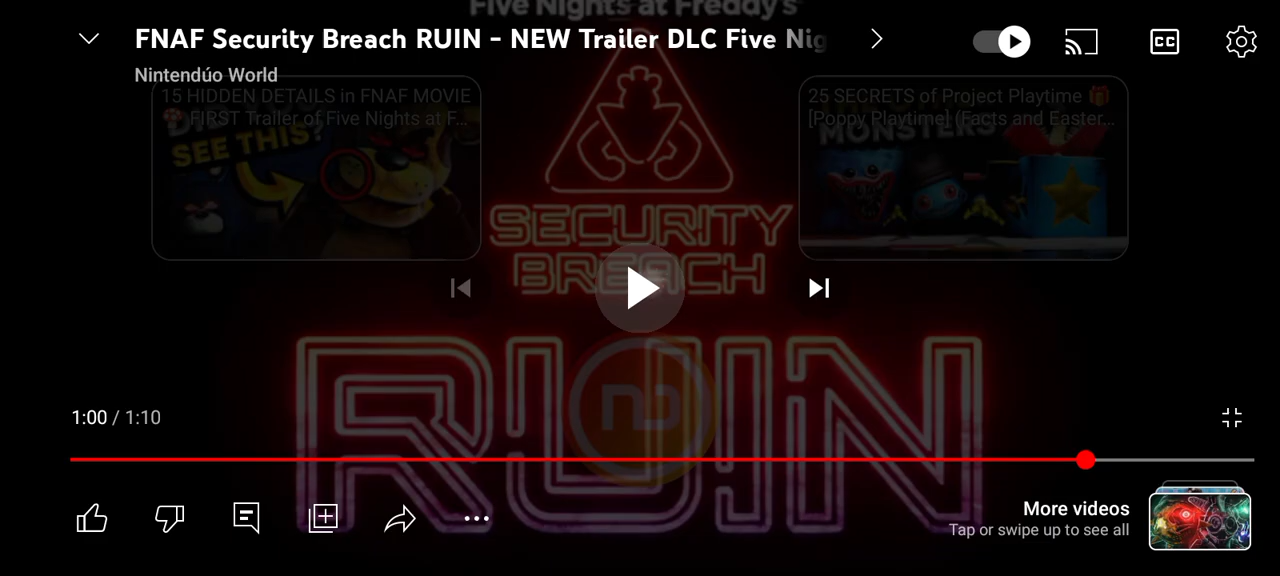 Five Nights at Freddy's
FNAF Security Breach RUIN - NEW Trailer DLC Five Nig
CC
Nintendúo World
15 HIDDEN DETAILS in FNAF MOVIE
🍄 FIRST Trailer of Five Nights at F...
SEE THIS?
25 SECRETS of Project Playtime 🎁
[Poppy Playtime] (Facts and Easter...
MONSTERS
SECURITY
BREACH
RUIN
1:00 / 1:10
More videos
Tap or swipe up to see all